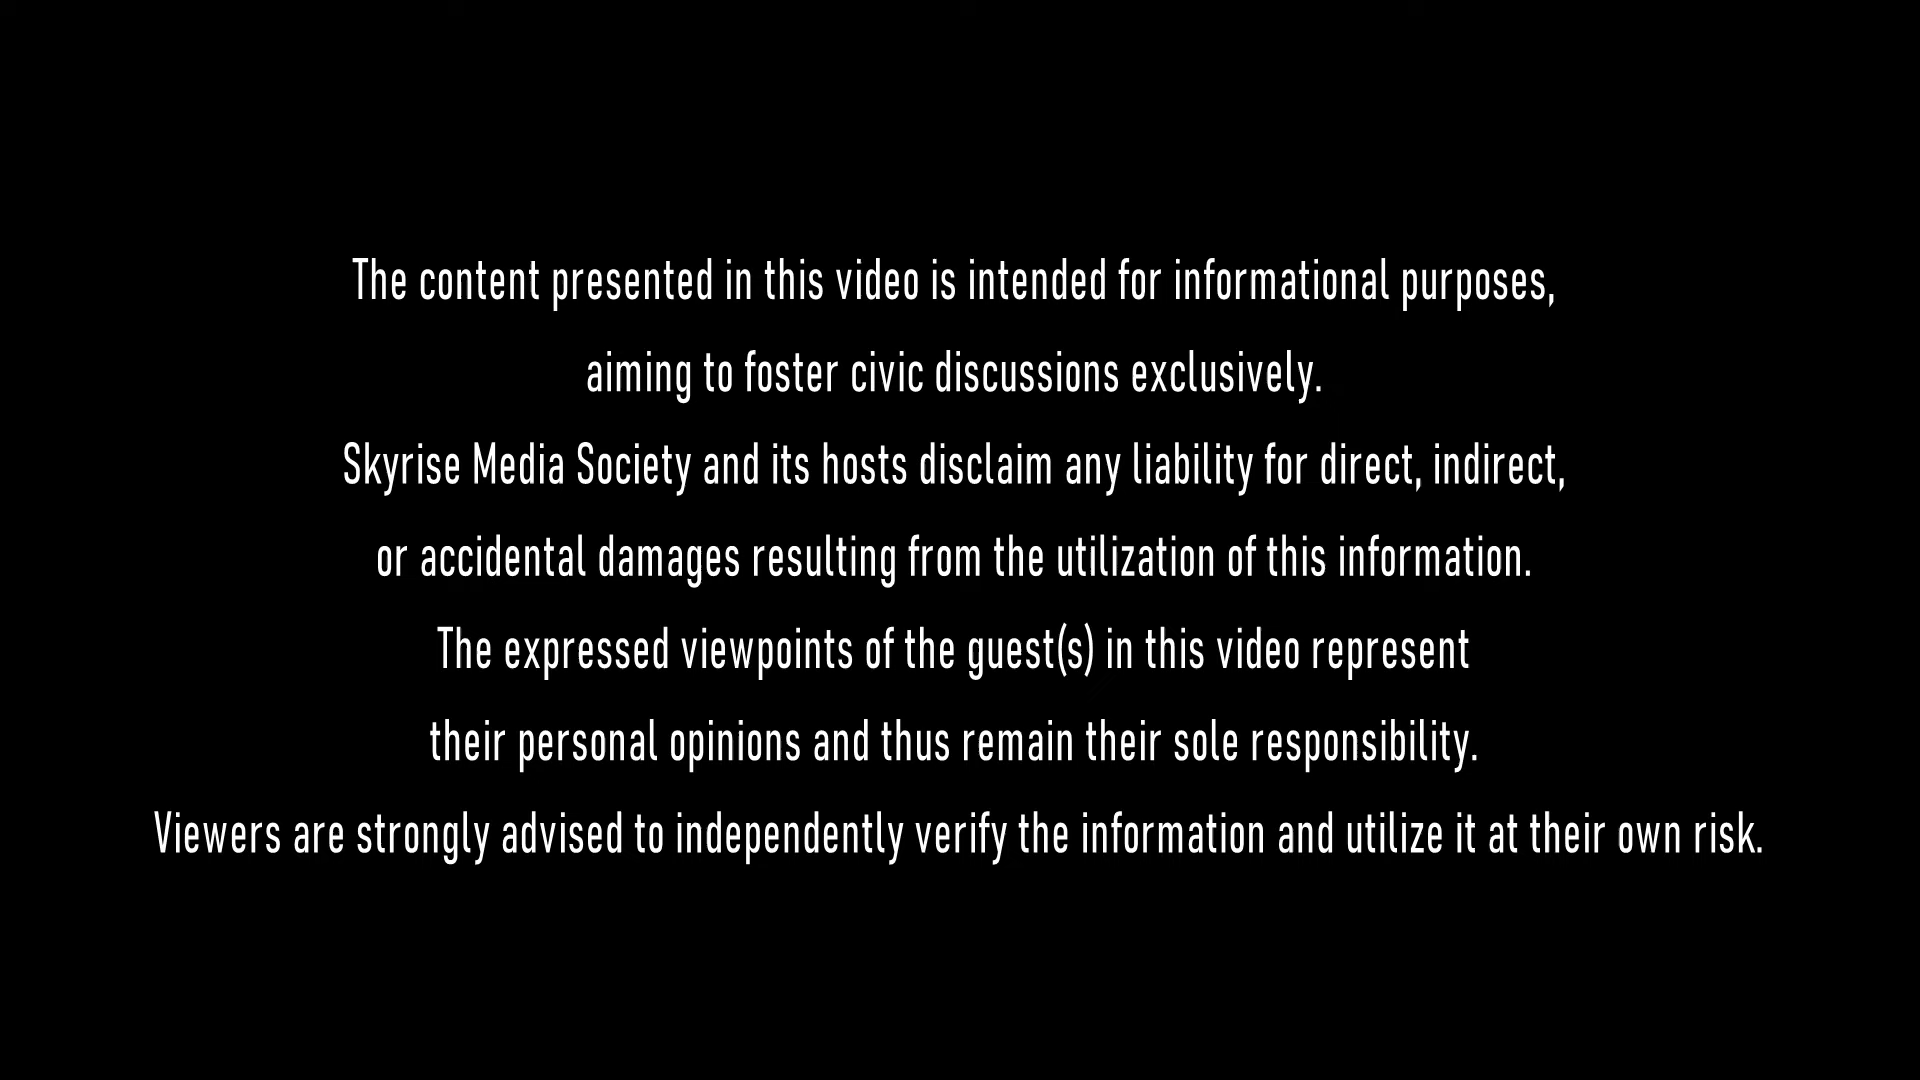 The content presented in this video is intended for informational purposes,
aiming to foster civic discussions exclusively.
Skyrise Media Society and its hosts disclaim any liability for direct, indirect,
or accidental damages resulting from the utilization of this information.
The expressed viewpoints of the guest(s) in this video represent
their personal opinions and thus remain their sole responsibility.
Viewers are strongly advised to independently verify the information and utilize it at their own risk.